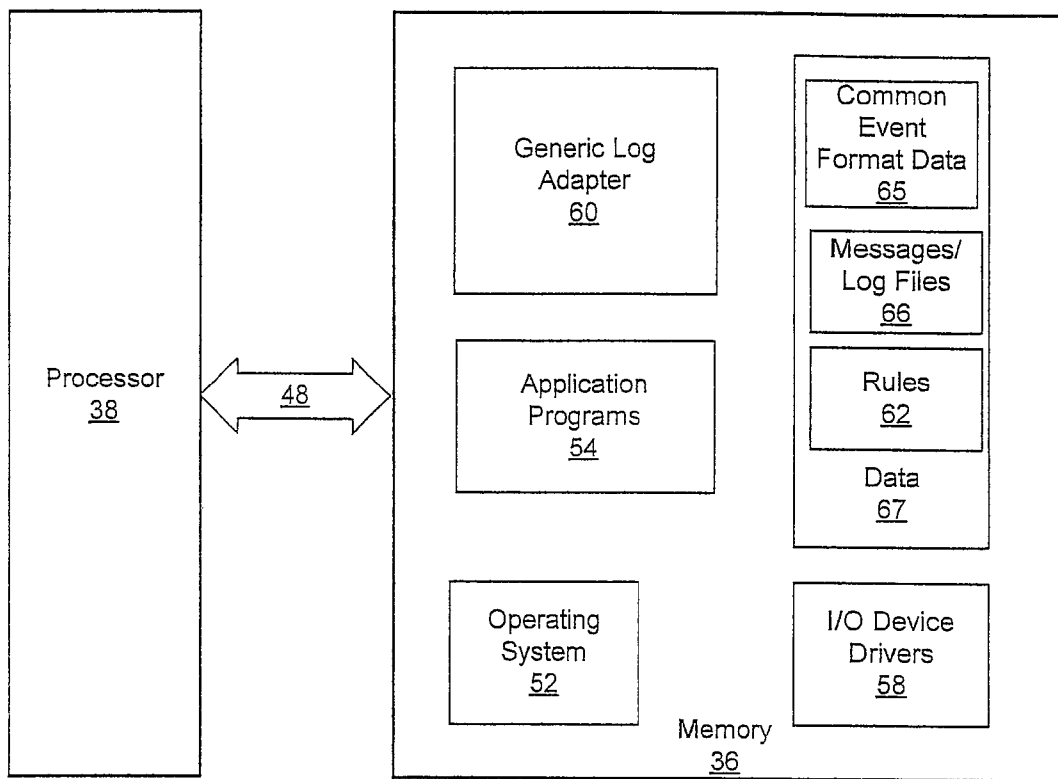 Processor
38
48
Generic Log
Adapter
60
Application
Programs
54
Operating
System
52
Common
Event
Format Data
65
Messages/
Log Files
66
Rules
62
Data
67
I/O Device
Drivers
58
Memory
36